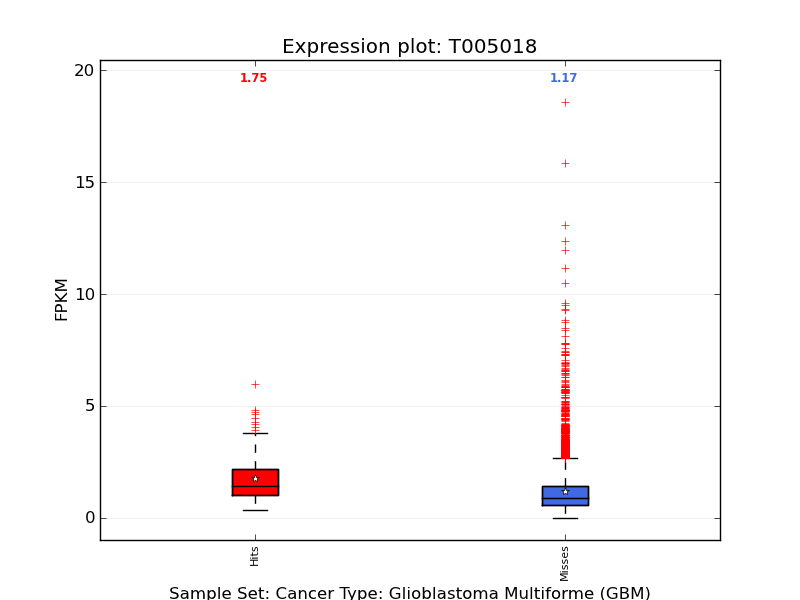 Expression plot: T005018
20
1.75
1.17
15
10
FPKM
5
0
Hits
Misses
Sample Set: Cancer Type: Glioblastoma Multiforme (GBM)